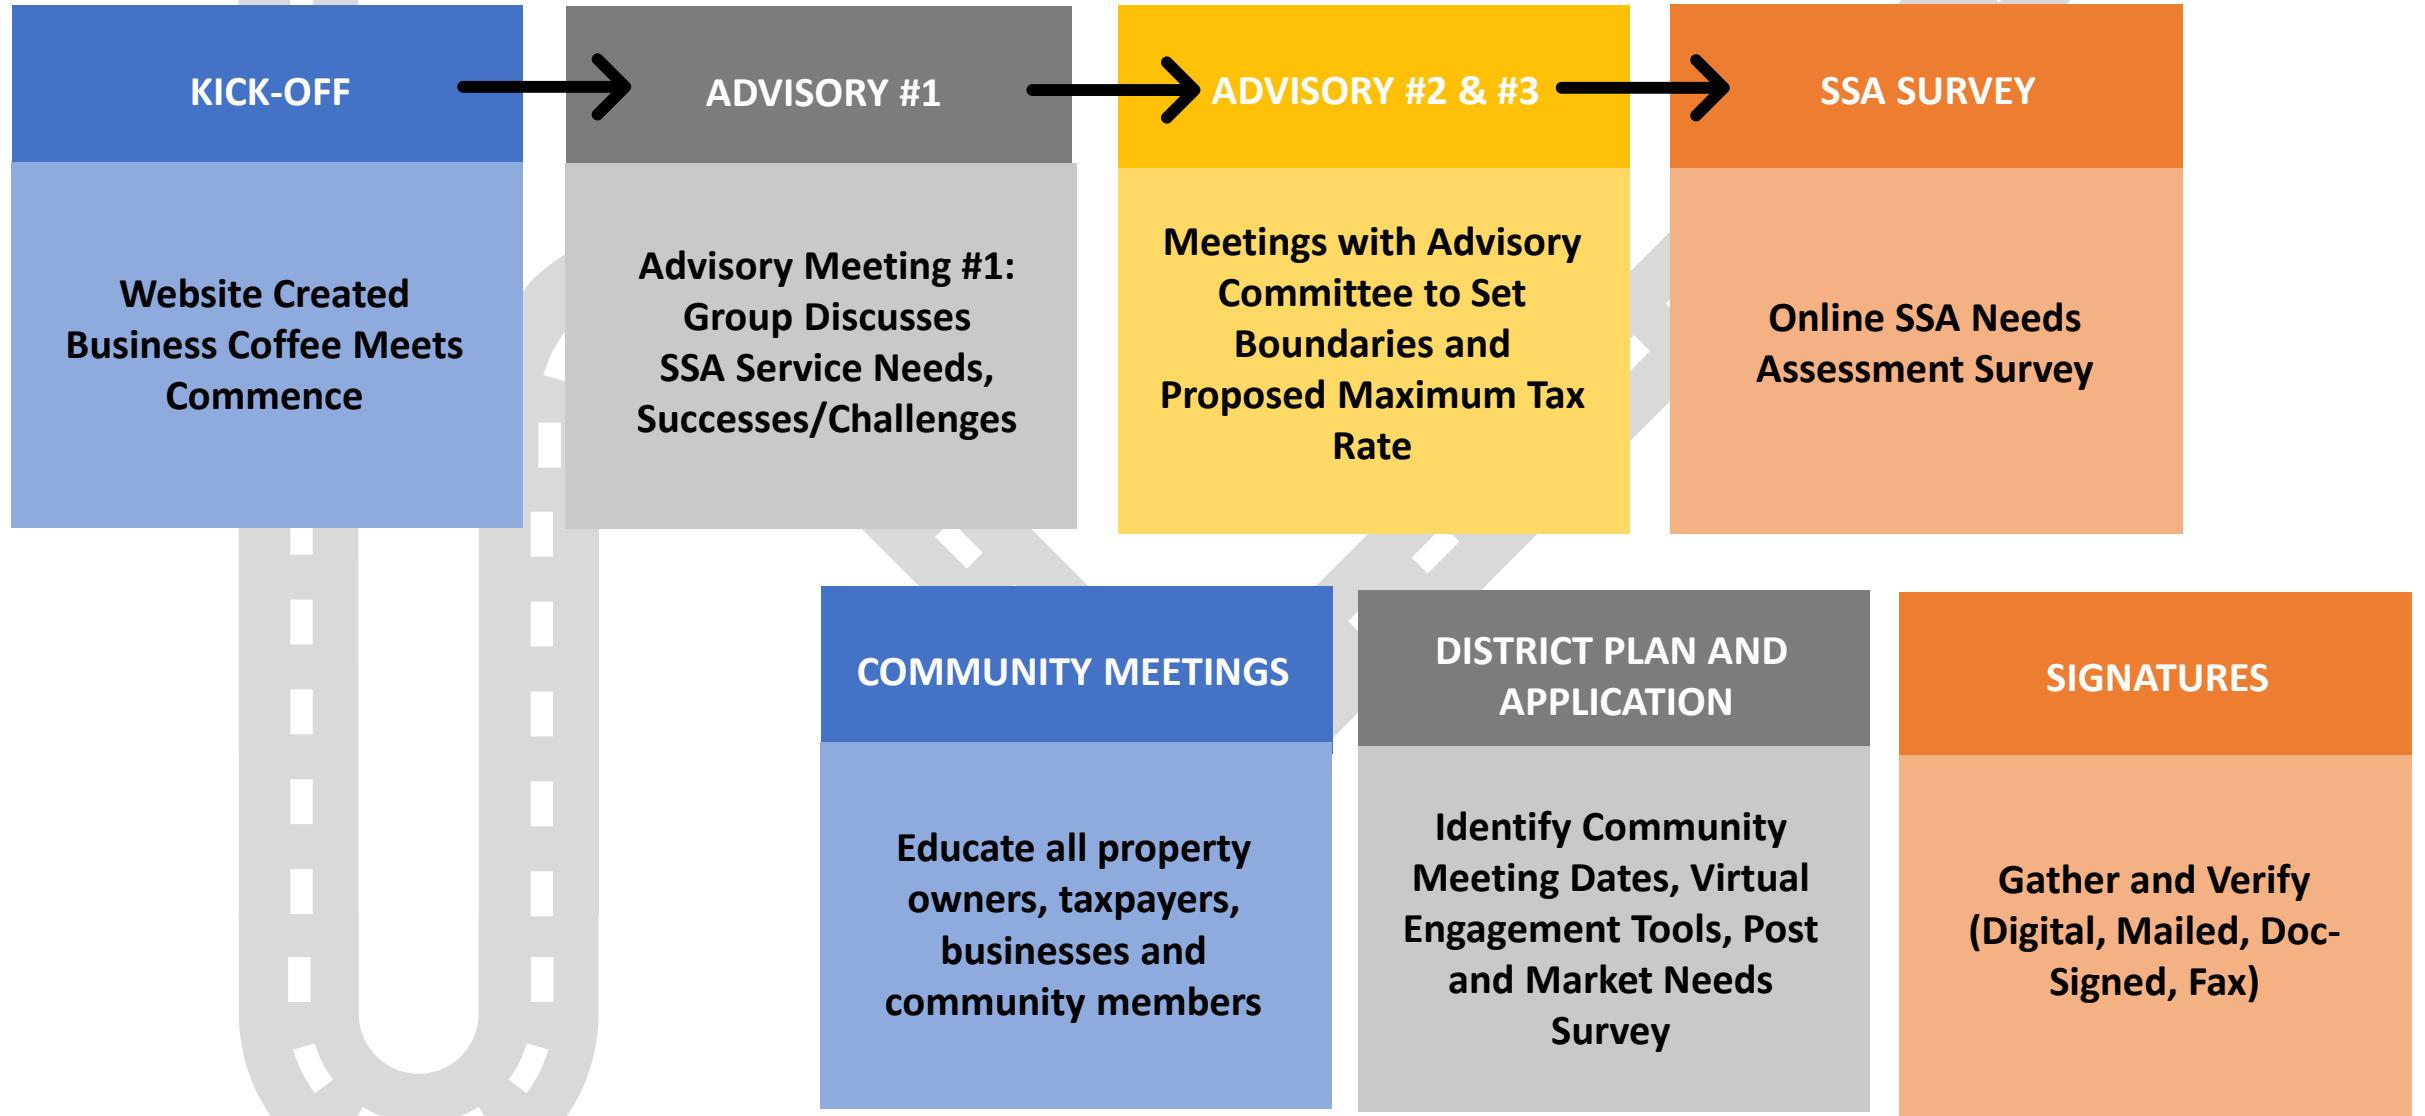 KICK-OFF
Website Created
Business Coffee Meets
Commence
ADVISORY #1
Advisory Meeting #1:
Group Discusses
SSA Service Needs,
Successes/Challenges
ADVISORY #2 & #3
Meetings with Advisory
Committee to Set
Boundaries and
Proposed Maximum Tax
Rate
SSA SURVEY
Online SSA Needs
Assessment Survey
COMMUNITY MEETINGS
Educate all property
owners, taxpayers,
businesses and
community members
DISTRICT PLAN AND
APPLICATION
Identify Community
Meeting Dates, Virtual
Engagement Tools, Post
and Market Needs
Survey
SIGNATURES
Gather and Verify
(Digital, Mailed, Doc-
Signed, Fax)